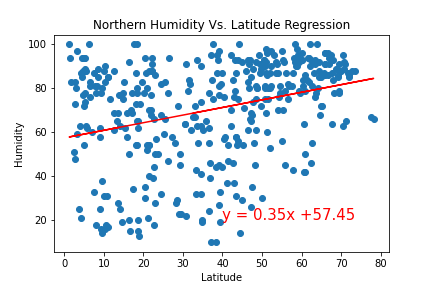 Northern Humidity Vs. Latitude Regression
100
80
60
40
20
Humidity
y = 0.35x +57.45
0 10 20 30 40 50 60 70 80
Latitude